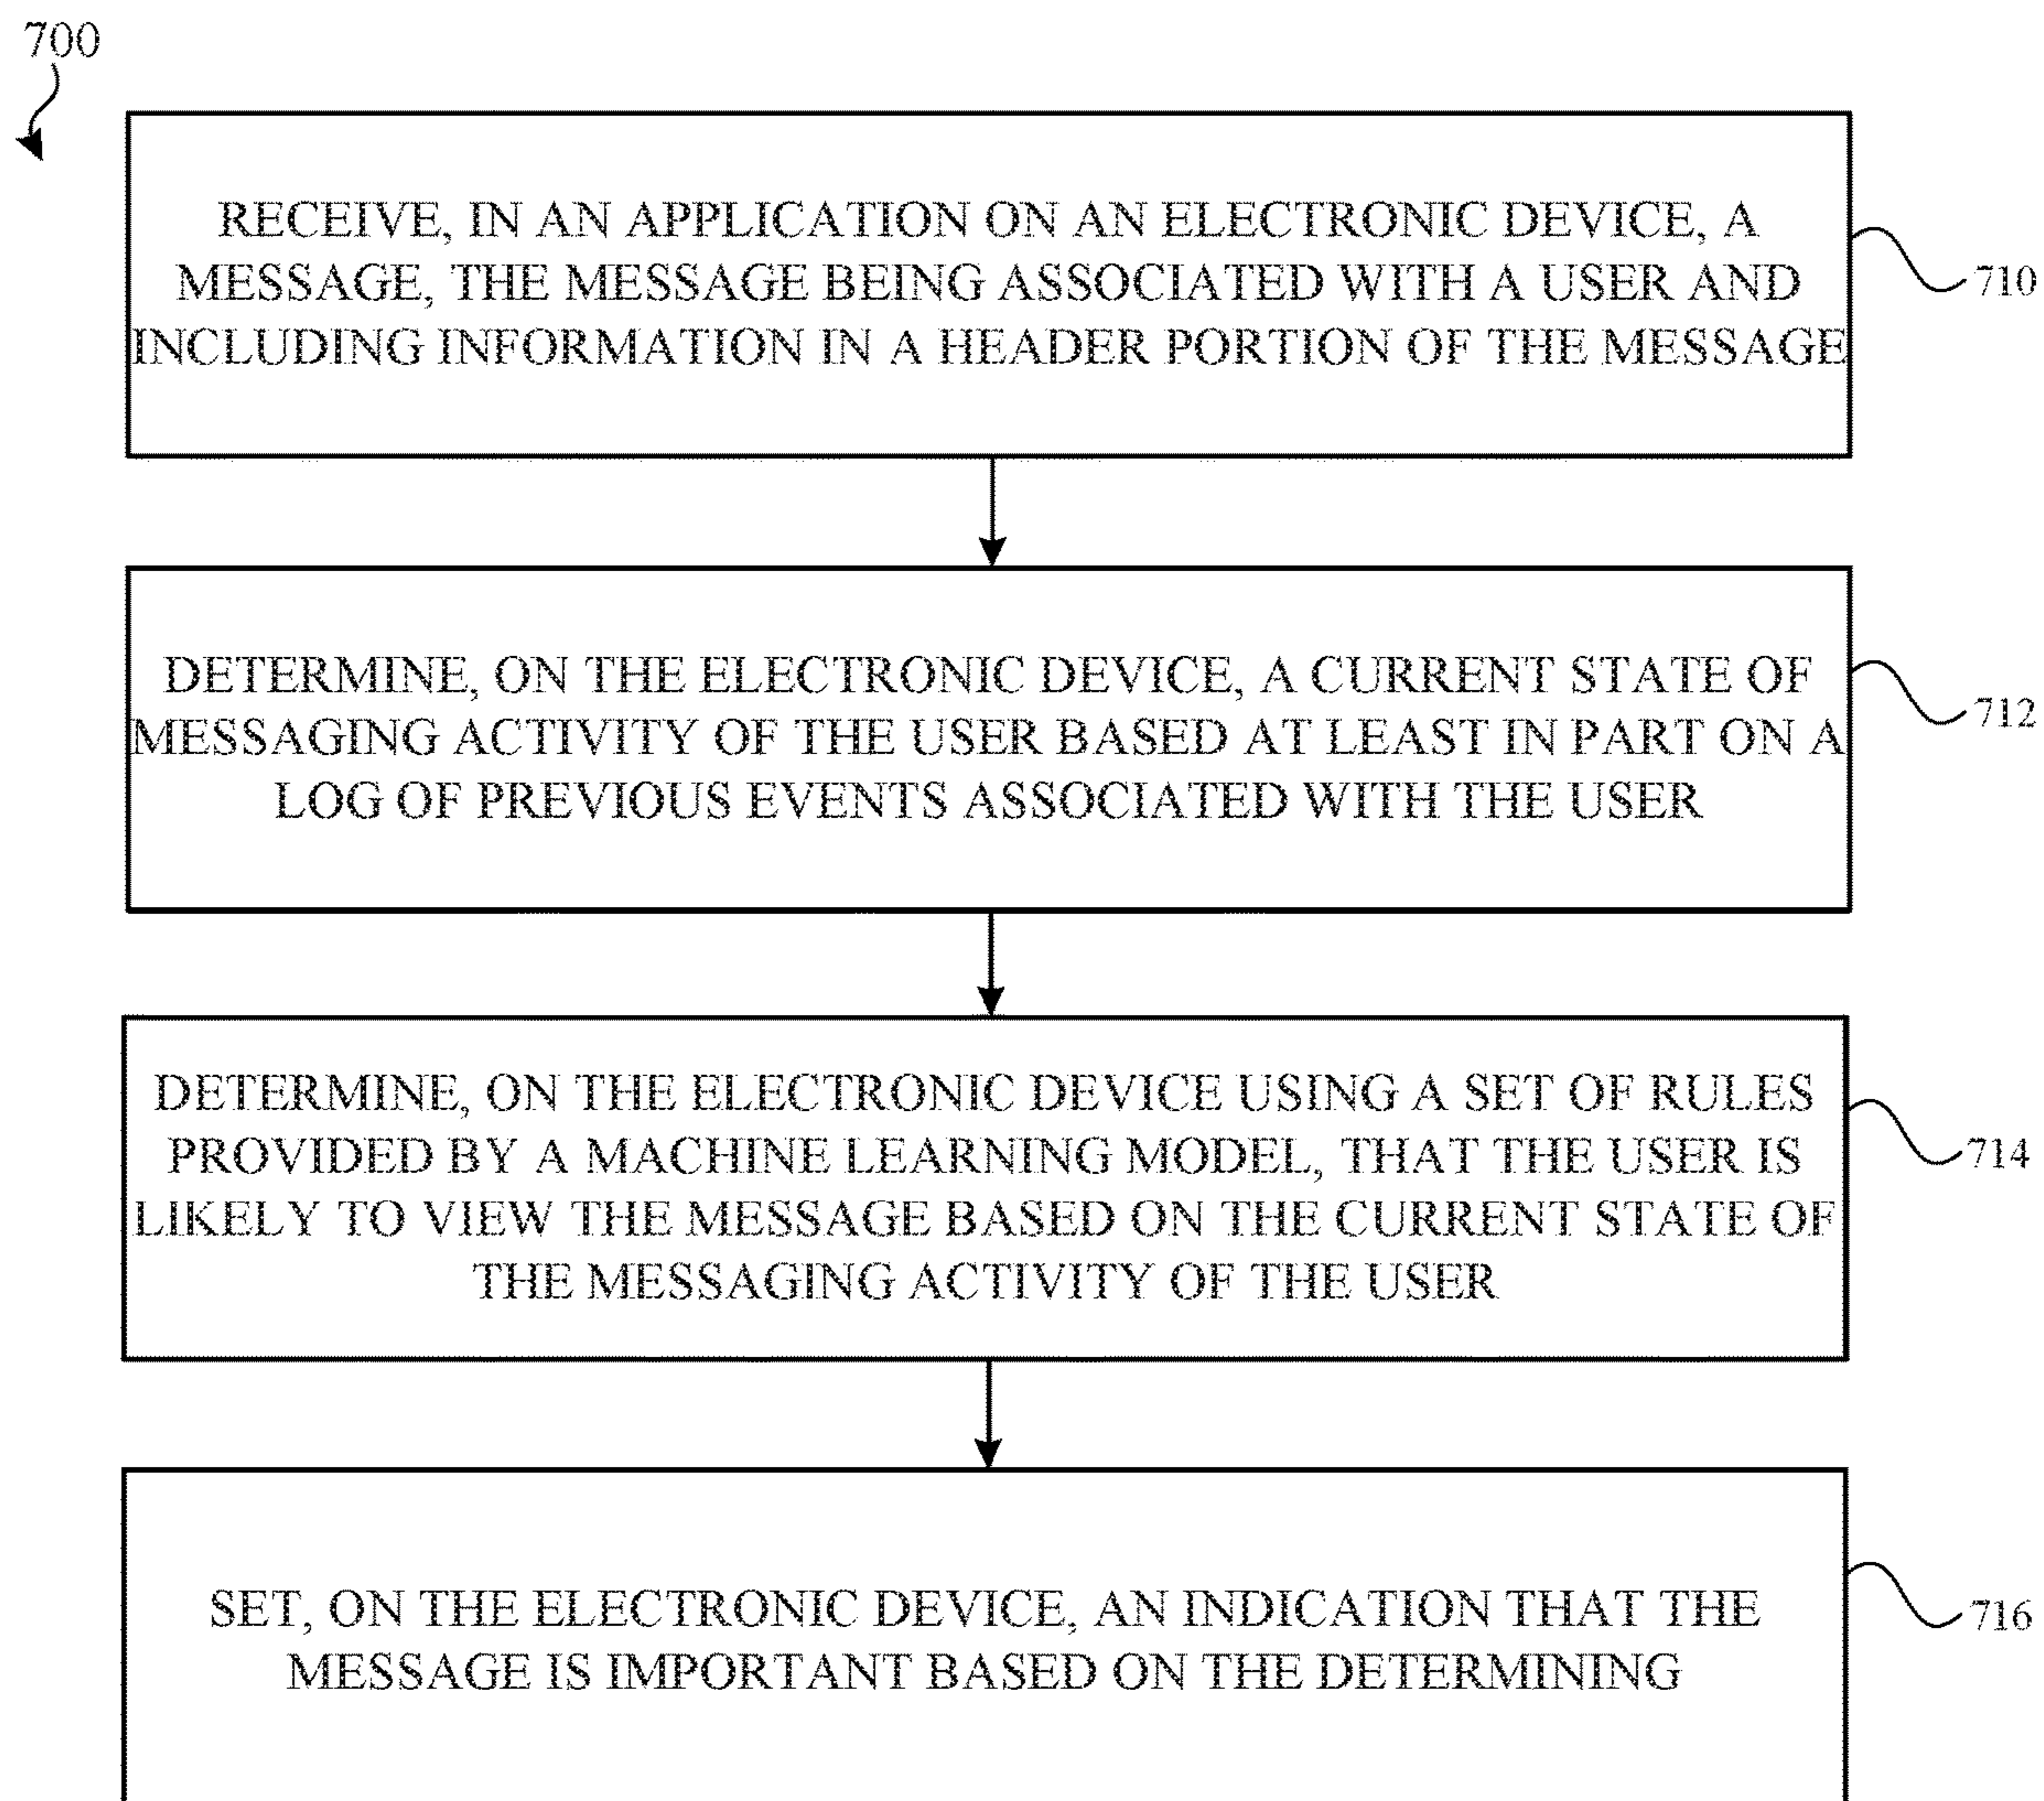 700
RECEIVE, IN AN APPLICATION ON AN ELECTRONIC DEVICE, A
MESSAGE, THE MESSAGE BEING ASSOCIATED WITH A USER AND
INCLUDING INFORMATION IN A HEADER PORTION OF THE MESSAGE
710
DETERMINE, ON THE ELECTRONIC DEVICE, A CURRENT STATE OF
MESSAGING ACTIVITY OF THE USER BASED AT LEAST IN PART ON A
LOG OF PREVIOUS EVENTS ASSOCIATED WITH THE USER
712
DETERMINE, ON THE ELECTRONIC DEVICE USING A SET OF RULES
PROVIDED BY A MACHINE LEARNING MODEL, THAT THE USER IS
LIKELY TO VIEW THE MESSAGE BASED ON THE CURRENT STATE OF
THE MESSAGING ACTIVITY OF THE USER
714
SET, ON THE ELECTRONIC DEVICE, AN INDICATION THAT THE
MESSAGE IS IMPORTANT BASED ON THE DETERMINING
716